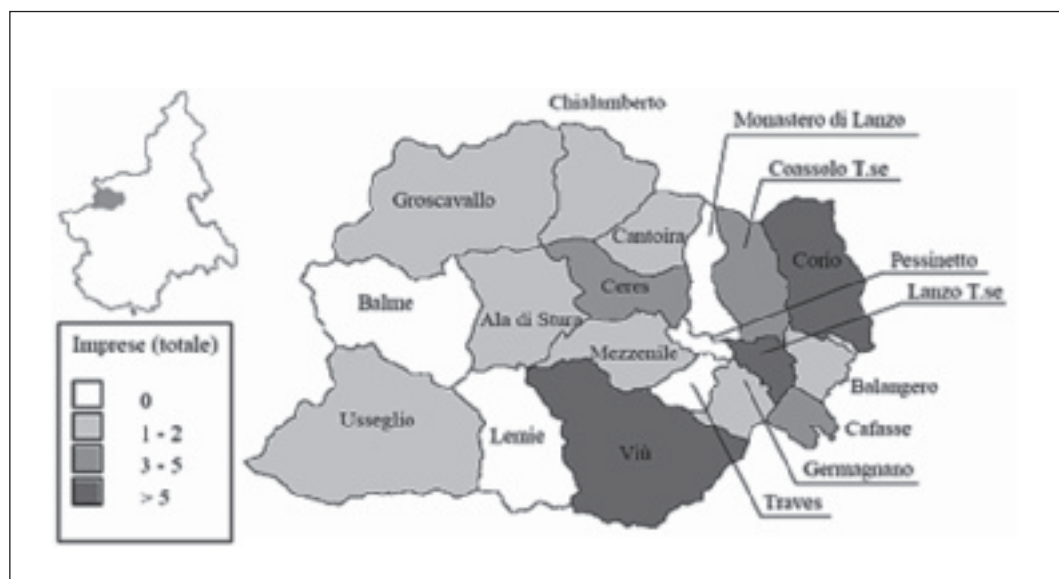 Chialamberto
Monastero di Lanzo
Coassolo T.se
Groscavallo
Cantoira
Corio
Pessinetto
Ceres
Lanzo T.se
Balme
Ala di Stura
Mezzenile
Balangero
Usseglio
Lemie
Viù
Cafasse
Germagnano
Traves
Imprese (totale)
0
1 - 2
3 - 5
> 5